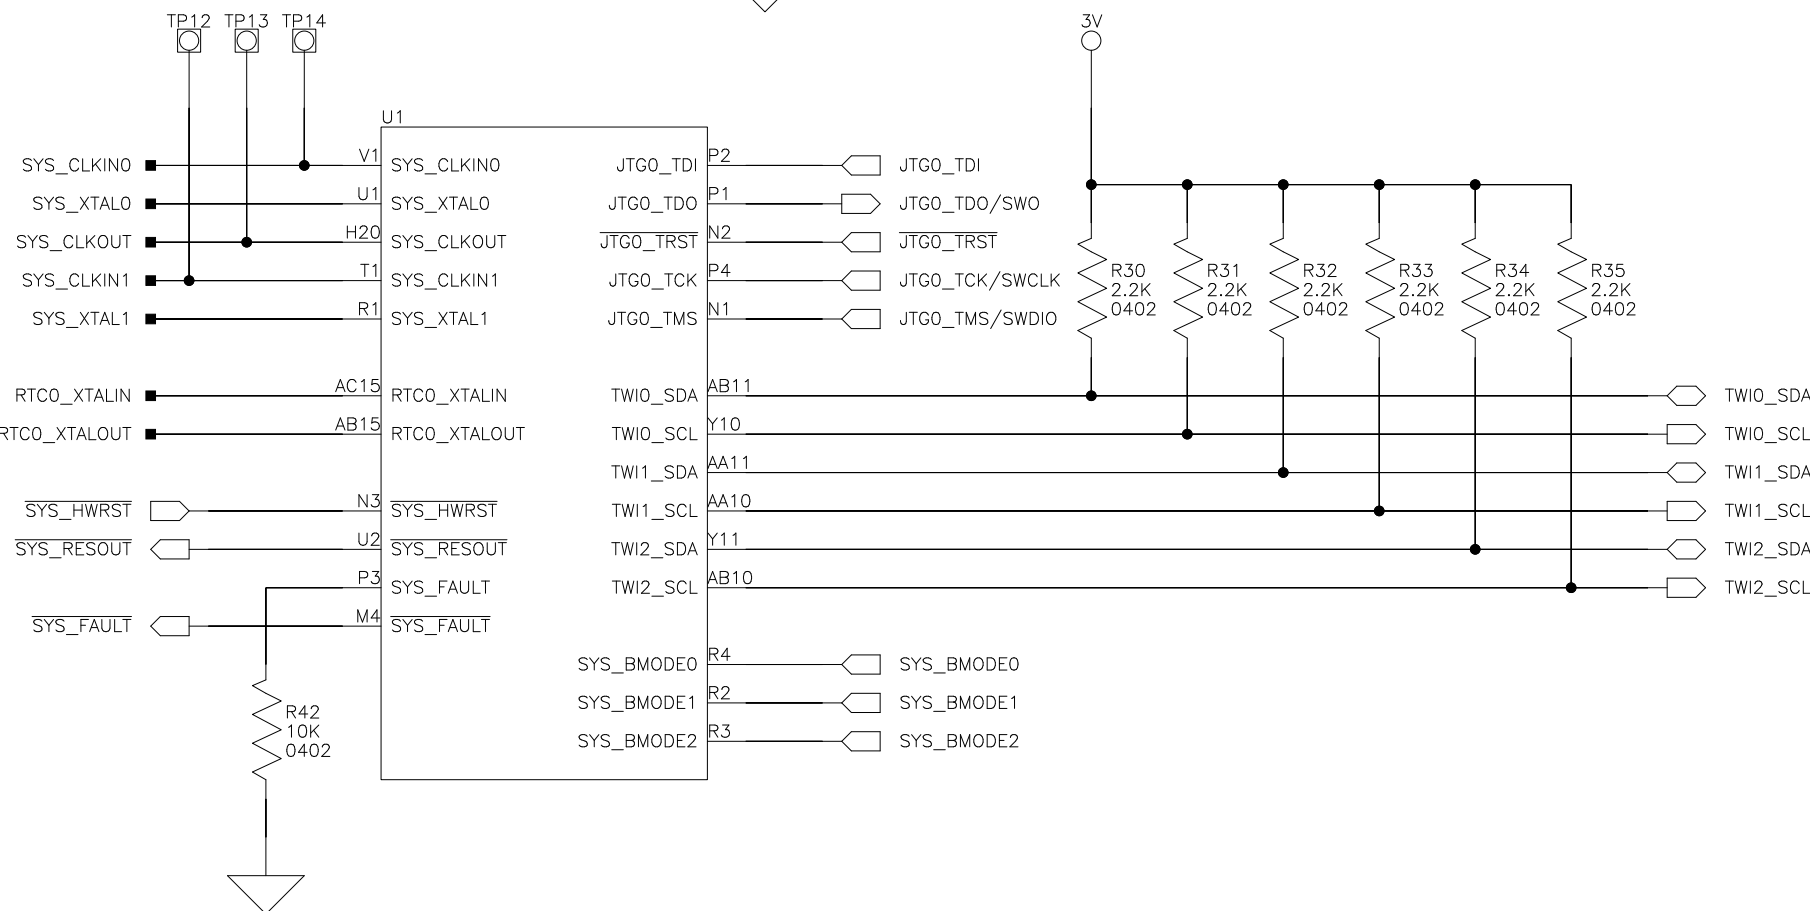 TP12 TP13 TP14
3V
U1
SYS_CLKIN0 V1 SYS_CLKIN0 JTG0_TDI P2 JTG0_TDI
SYS_XTAL0 U1 SYS_XTAL0 JTG0_TDO P1 JTG0_TDO/SWO
SYS_CLKOUT H20 SYS_CLKOUT JTG0_TRST N2 JTG0_TRST
SYS_CLKIN1 T1 SYS_CLKIN1 JTG0_TCK P4 JTG0_TCK/SWCLK
SYS_XTAL1 R1 SYS_XTAL1 JTG0_TMS N1 JTG0_TMS/SWDIO
R30 R31 R32 R33 R34 R35
2.2K 2.2K 2.2K 2.2K 2.2K 2.2K
0402 0402 0402 0402 0402 0402
RTC0_XTALIN AC15 RTC0_XTALIN TWI0_SDA AB11 TWI0_SDA
RTC0_XTALOUT AB15 RTC0_XTALOUT TWI0_SCL Y10 TWI0_SCL
TWI1_SDA AA11 TWI1_SDA
SYS_HWRST N3 SYS_HWRST TWI1_SCL AA10 TWI1_SCL
SYS_RESOUT U2 SYS_RESOUT TWI2_SDA Y11 TWI2_SDA
P3 SYS_FAULT TWI2_SCL AB10 TWI2_SCL
SYS_FAULT M4 SYS_FAULT
SYS_BMODE0 R4 SYS_BMODE0
SYS_BMODE1 R2 SYS_BMODE1
SYS_BMODE2 R3 SYS_BMODE2
R42
10K
0402